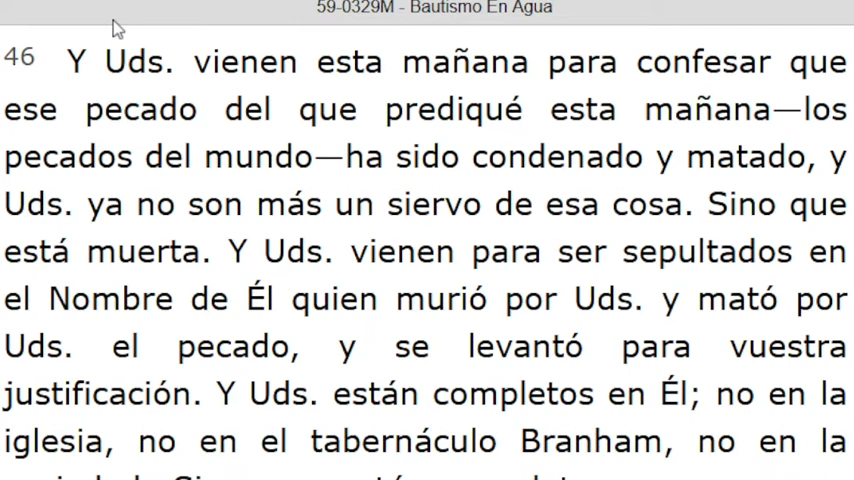 59-0329M - Bautismo En Agua
46 Y Uds. vienen esta mañana para confesar que
ese pecado del que prediqué esta mañana—los
pecados del mundo—ha sido condenado y matado, y
Uds. ya no son más un siervo de esa cosa. Sino que
está muerta. Y Uds. vienen para ser sepultados en
el Nombre de Él quien murió por Uds. y mató por
Uds. el pecado, y se levantó para vuestra
justificación. Y Uds. están completos en Él; no en la
iglesia, no en el tabernáculo Branham, no en la